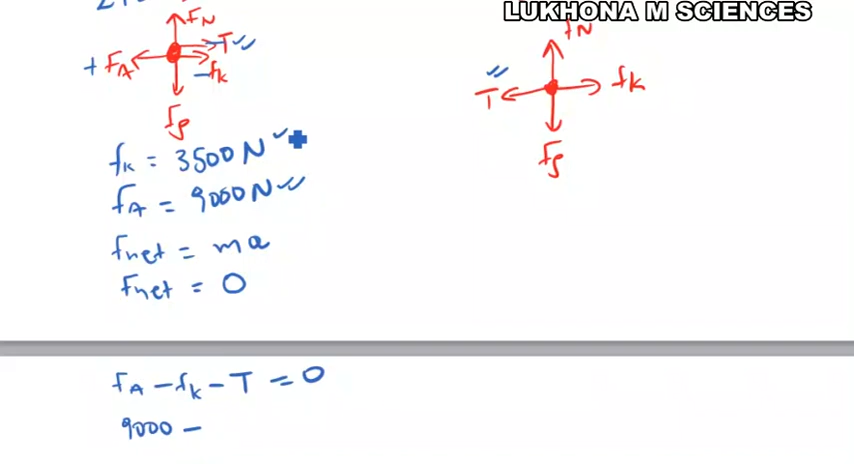 LUKHONA M SCIENCES
FN
T
+ FA
- fk
Fg
fk = 3500 N
fA = 9000 N
fnet = ma
Fnet = 0
FN
T
fk
Fg
fA - fk - T = 0
9000 -